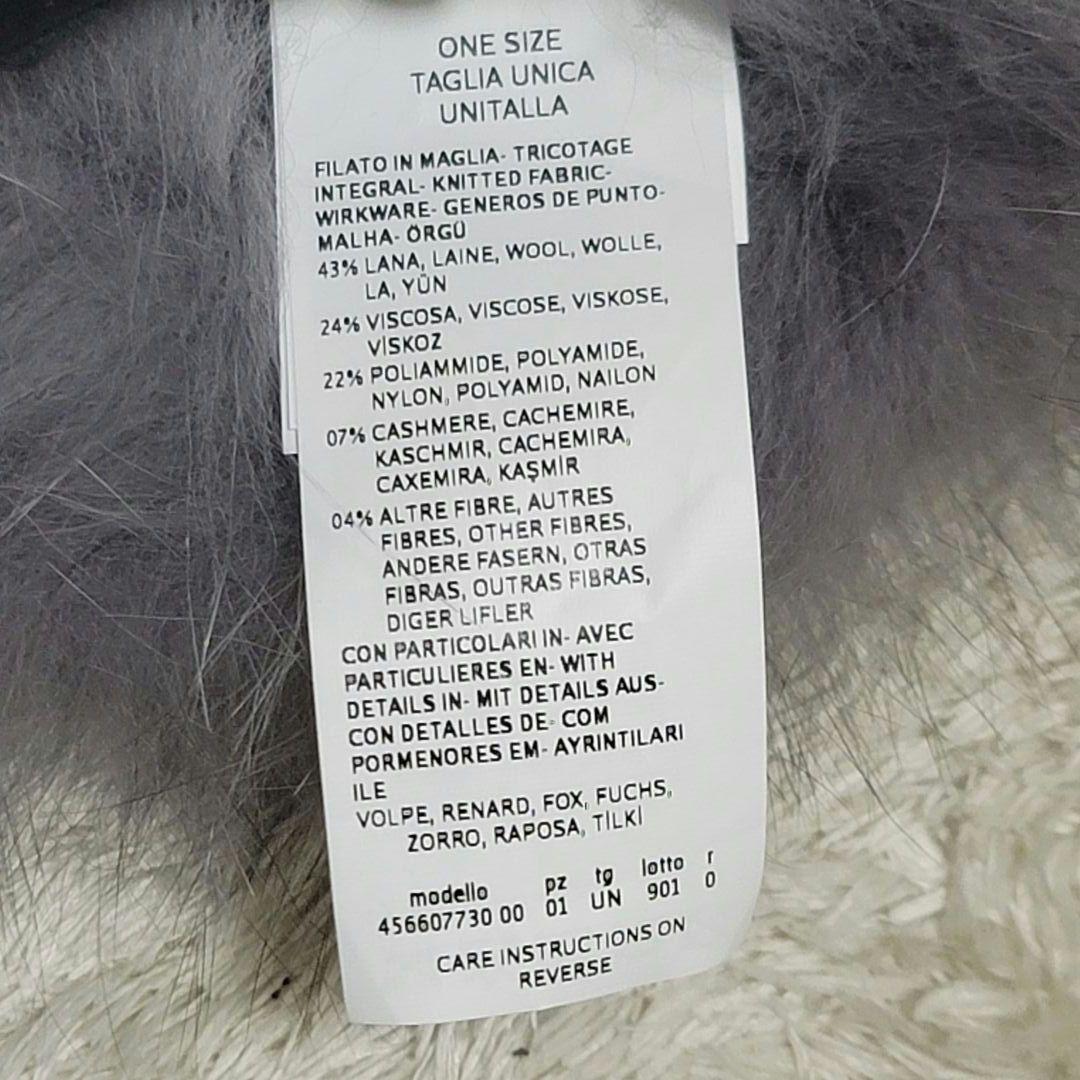 ONE SIZE
TAGLIA UNICA
UNITALLA
FILATO IN MAGLIA- TRICOTAGE
INTEGRAL- KNITTED FABRIC-
WIRKWARE- GENEROS DE PUNTO-
MALHA- ÖRGÜ
43% LANA, LAINE, WOOL, WOLLE,
LA, YÜN
24% VISCOSA, VISCOSE, VISKOSE,
VİSKOZ
22% POLIAMMIDE, POLYAMIDE,
NYLON, POLYAMID, NAILON
07% CASHMERE, CACHEMIRE,
KASCHMIR, CACHEMIRA,
CAXEMIRA, KAŞMİR
04% ALTRE FIBRE, AUTRES
FIBRES, OTHER FIBRES,
ANDERE FASERN, OTRAS
FIBRAS, OUTRAS FIBRAS,
DIGER LIFLER
CON PARTICOLARI IN- AVEC
PARTICULIERES EN- WITH
DETAILS IN- MIT DETAILS AUS-
CON DETALLES DE- COM
PORMENORES EM- AYRINTILARI
ILE
VOLPE, RENARD, FOX, FUCHS,
ZORRO, RAPOSA, TİLKİ
modello pz tg lotto r
456607730 00 01 UN 901 0
CARE INSTRUCTIONS ON
REVERSE